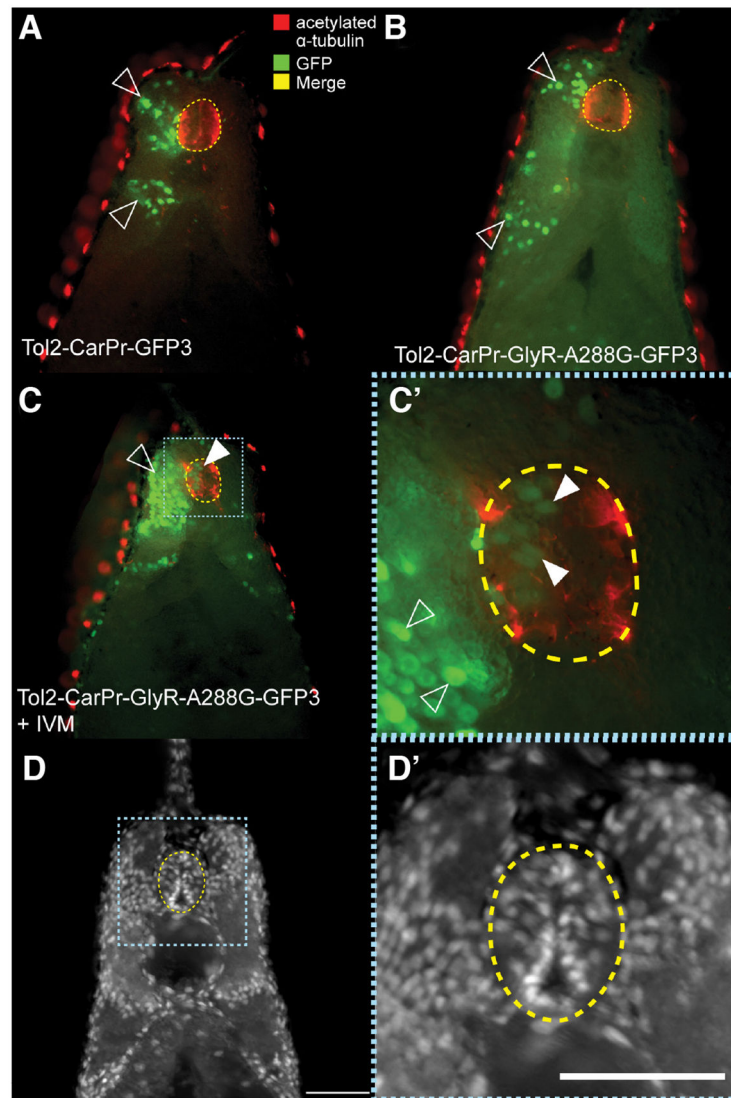 A
acetylated
α-tubulin
GFP
Merge
B
Tol2-CarPr-GFP3
Tol2-CarPr-GlyR-A288G-GFP3
C
C'
Tol2-CarPr-GlyR-A288G-GFP3
+ IVM
D
D'